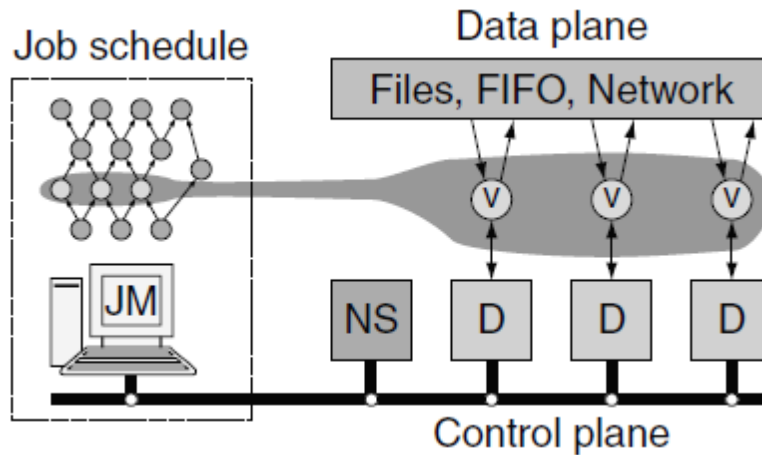 Job schedule
Data plane
Files, FIFO, Network
V V V
JM
NS D D D
Control plane